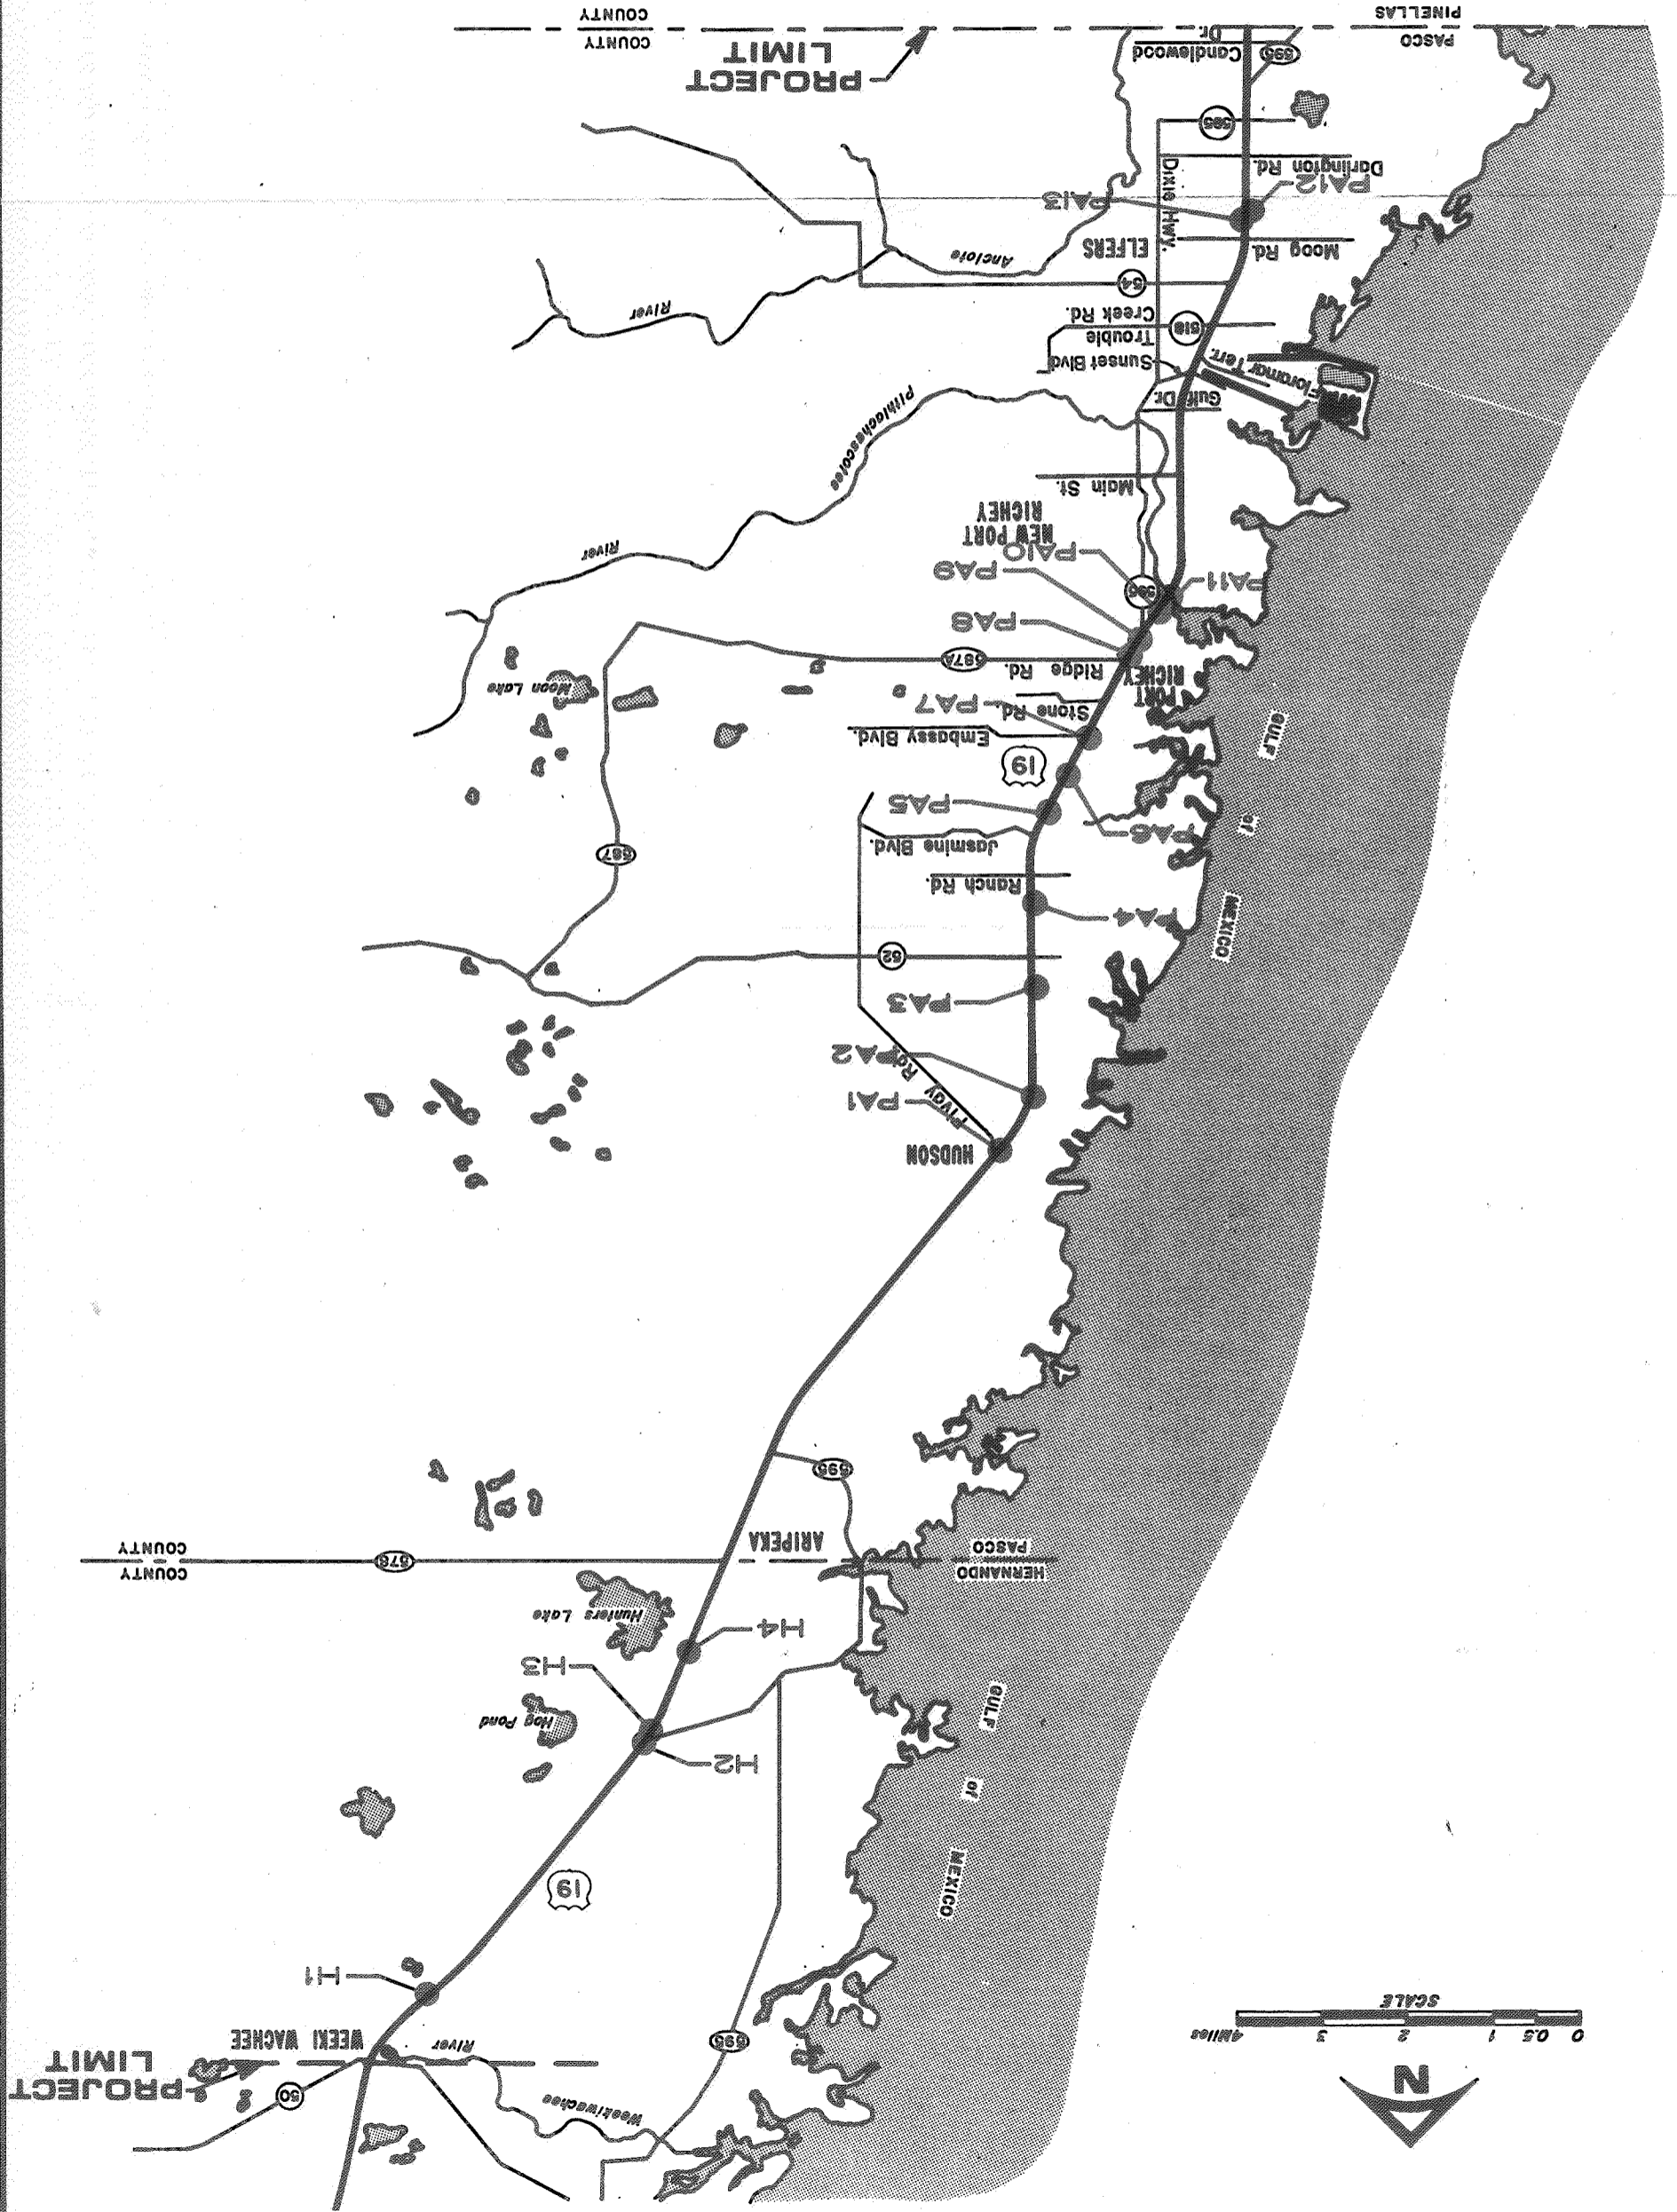 PROJECT
LIMIT
50
WEEKI WACHEE
Weekiwachee
River
595
N
0 0.5 1 2 3 4Miles
SCALE
H1
19
MEXICO
of
GULF
H2
Hog Pond
H3
H4
Hunters Lake
HERNANDO
COUNTY
PASCO
COUNTY
578
ARIPEKA
595
HUDSON
PA1
Fivay Rd.
PA2
PA3
52
PA4
Ranch Rd.
MEXICO
of
GULF
587
Jasmine Blvd.
PA5
PA6
19
Embassy Blvd.
PA7
Stone Rd.
Moon Lake
PORT
RICHEY
Ridge Rd.
587A
PA8
PA9
PA10
PA11
595
NEW PORT
RICHEY
River
Pithlachascotee
Main St.
Gulf Dr.
Floramar Terr.
Sunset Blvd
Trouble
Creek Rd.
518
54
River
Anclote
ELFERS
Moog Rd.
Dixie Hwy.
PA13
PA12
Darlington Rd.
595
595
Candlewood
Dr.
PROJECT
LIMIT
PASCO
COUNTY
PINELLAS
COUNTY